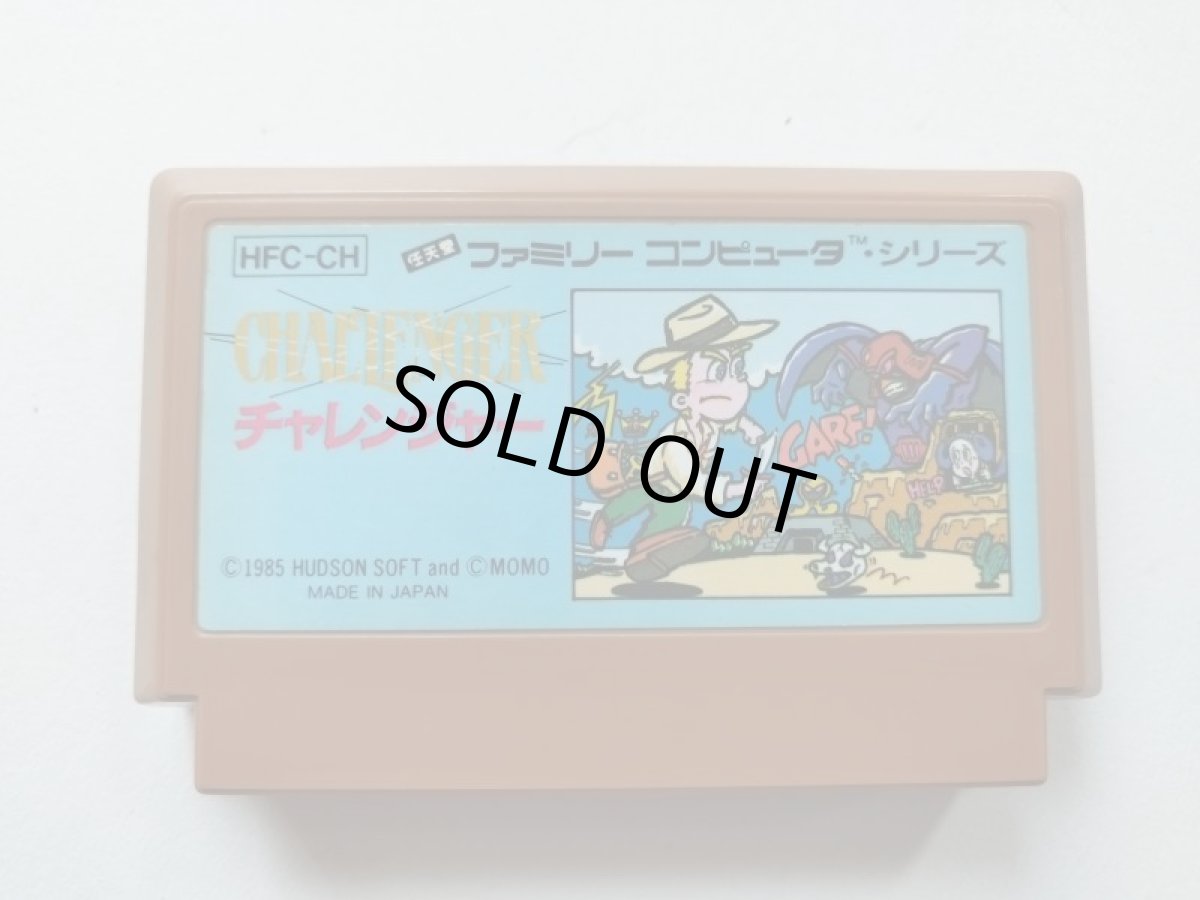 HFC-CH
任天堂 ファミリー コンピュータ™・シリーズ
CHALLENGER
チャレンジャー
SOLD OUT
GARF!
HELP
©1985 HUDSON SOFT and ©MOMO
MADE IN JAPAN